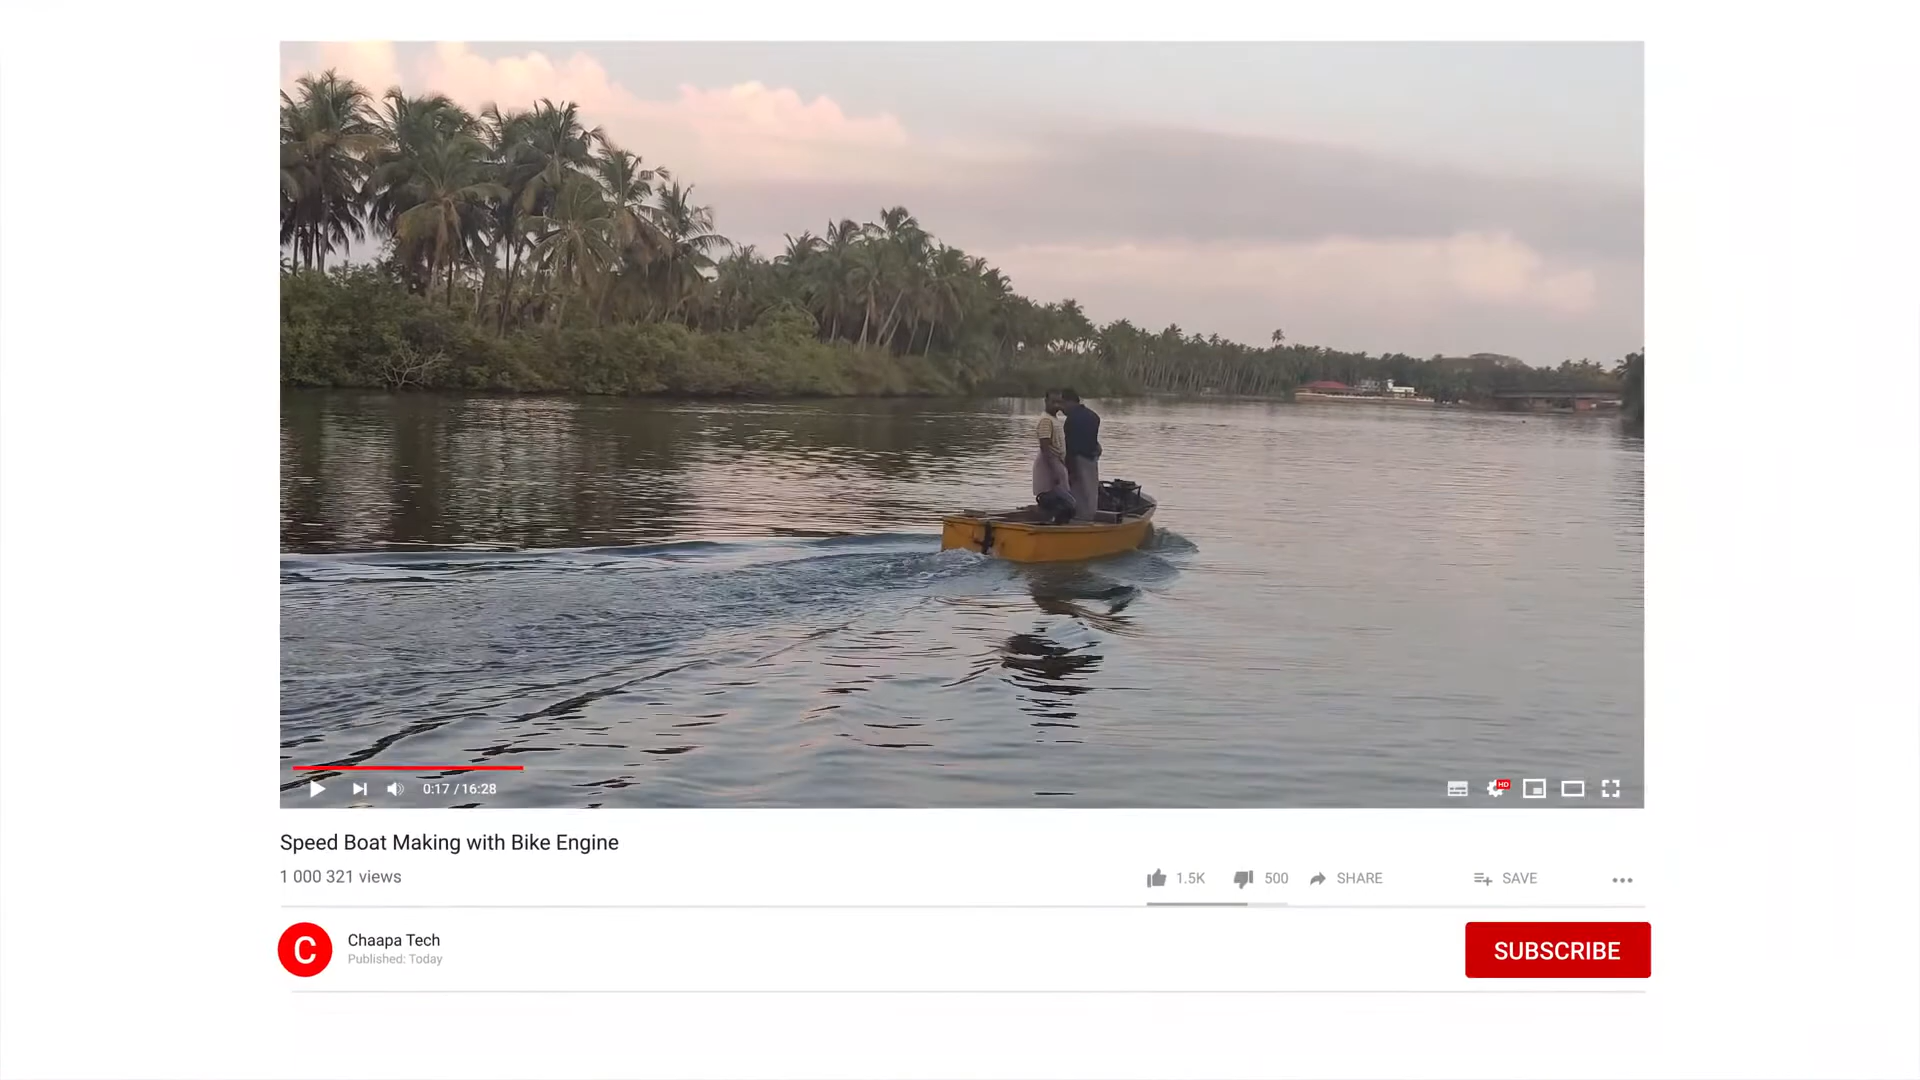 0:17 / 16:28
HD
Speed Boat Making with Bike Engine
1 000 321 views
1.5K
500
SHARE
SAVE
C
Chaapa Tech
Published: Today
SUBSCRIBE